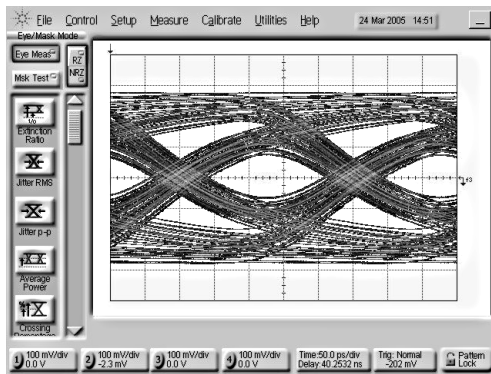 File Control Setup Measure Calibrate Utilities Help 24 Mar 2005 14:51
Eye/Mask Mode
Eye Meas
RZ
NRZ
Msk Test
Extinction
Ratio
Jitter RMS
Jitter p-p
Average
Power
Crossing
Percentage
1) 100 mV/div
0.0 V
2) 100 mV/div
-2.3 mV
3) 100 mV/div
0.0 V
4) 100 mV/div
0.0 V
Time:50.0 ps/div
Delay:40.2532 ns
Trig: Normal
-202 mV
Pattern
Lock